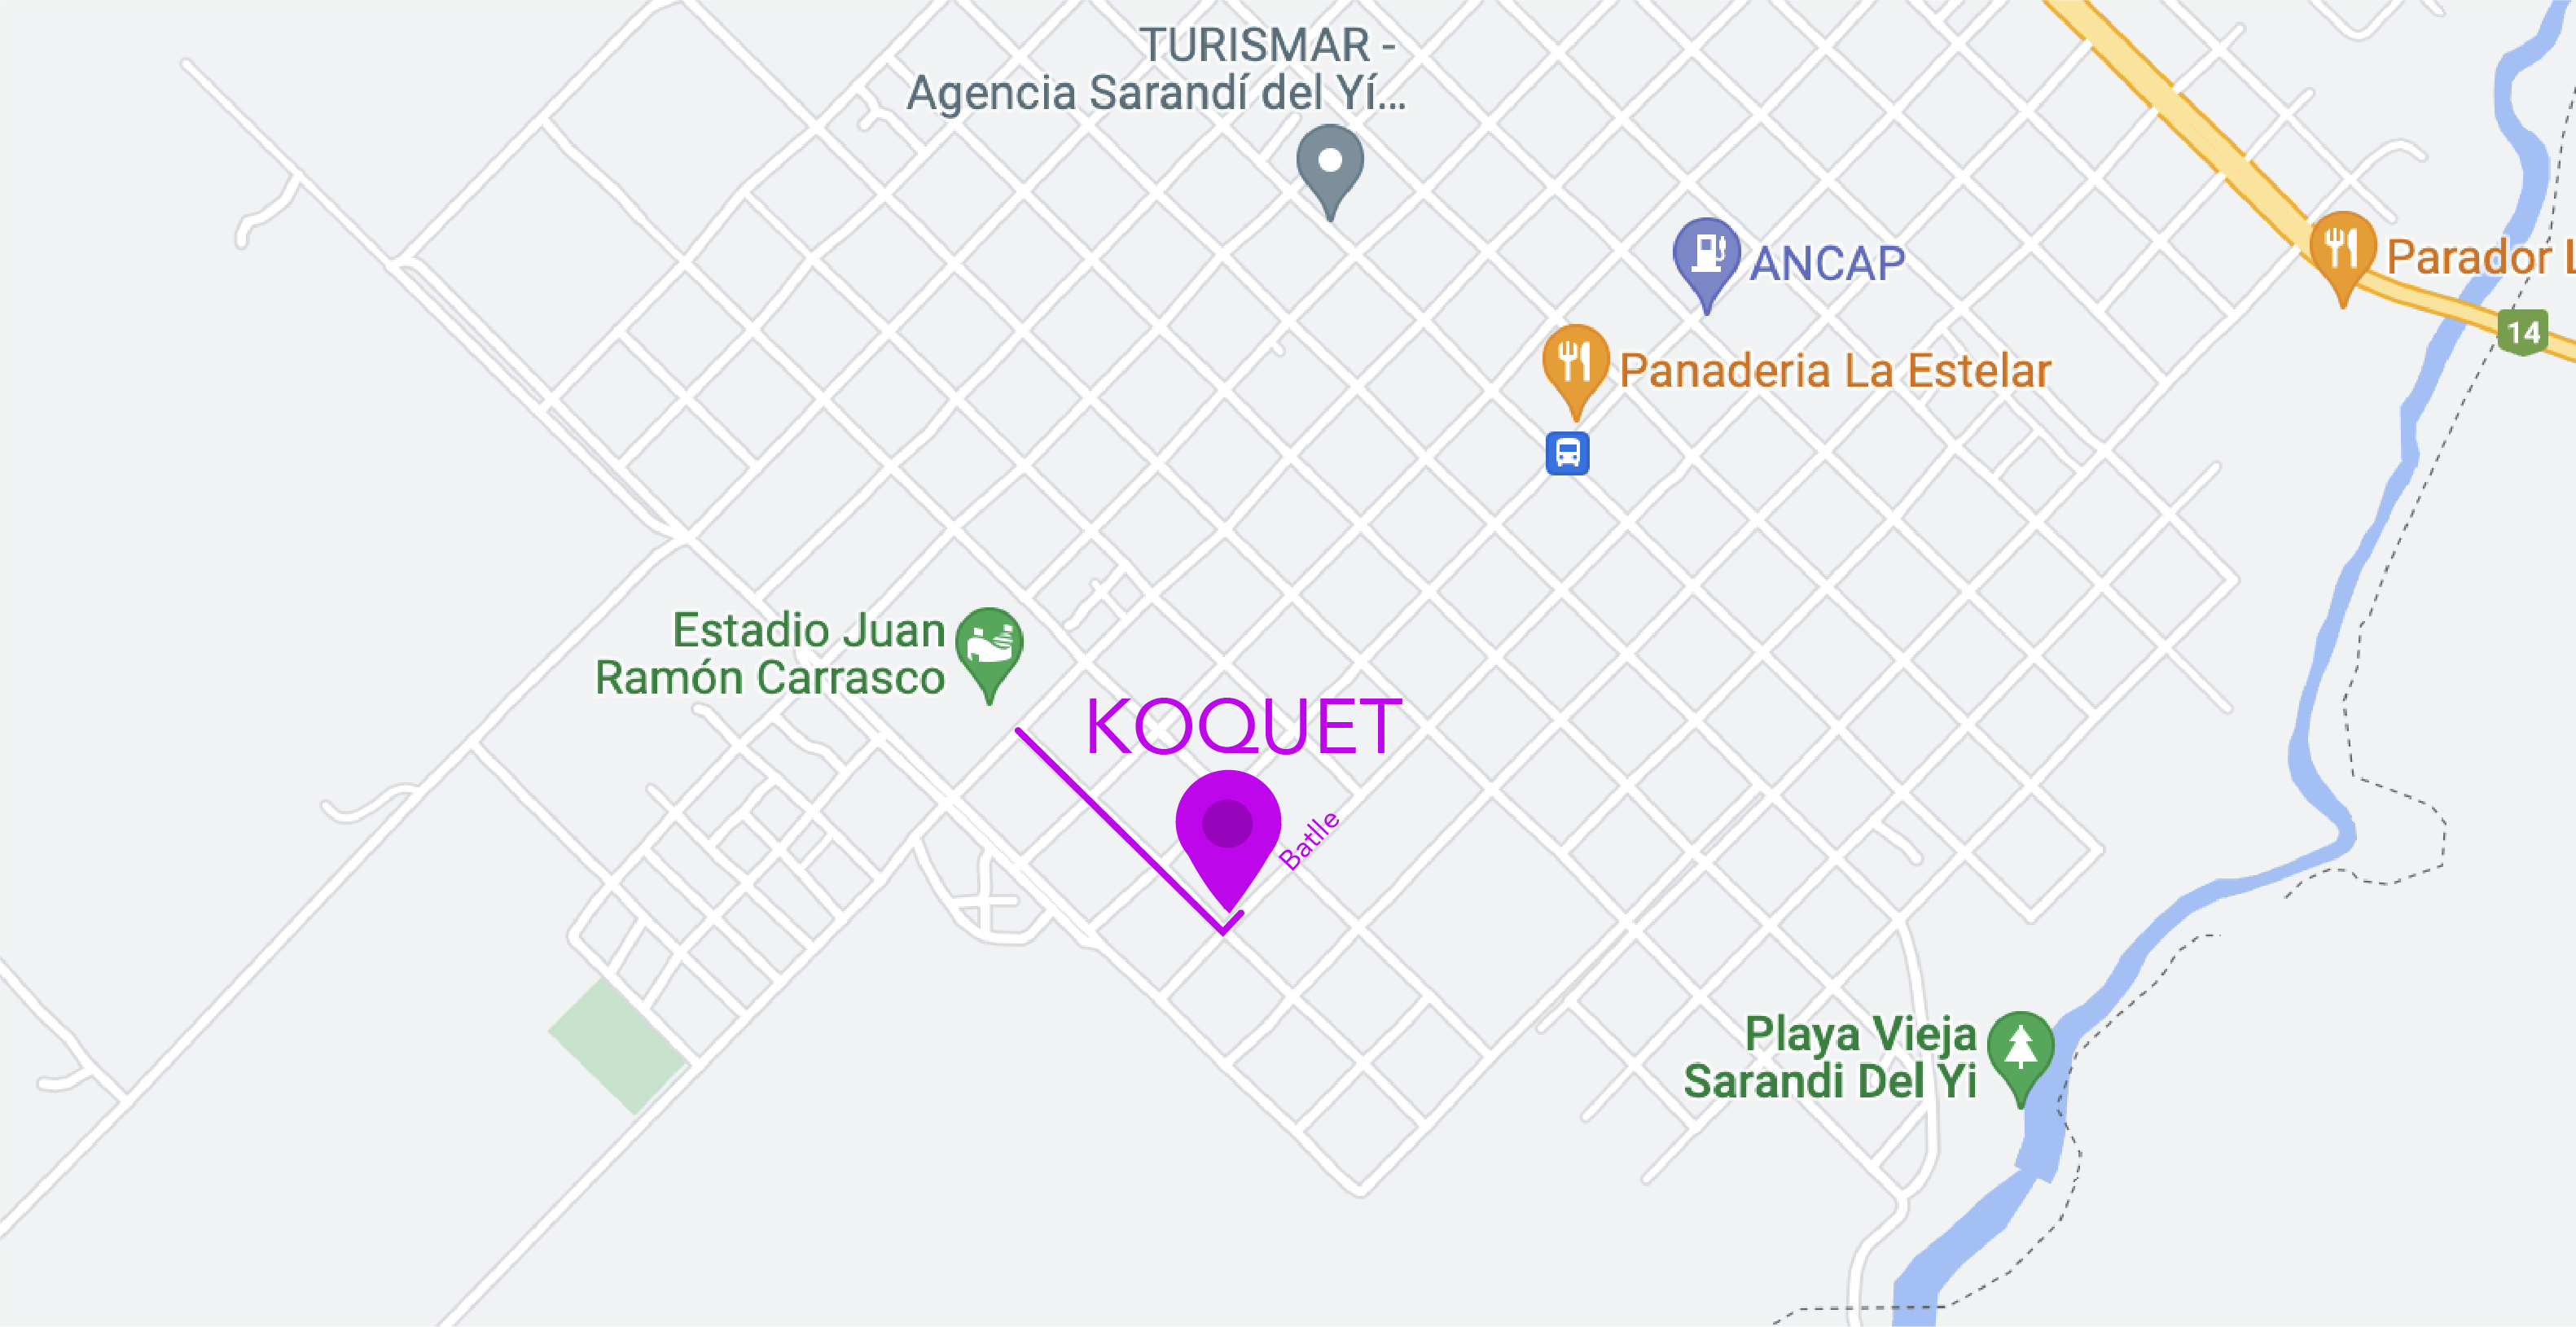 TURISMAR -
Agencia Sarandí del Yí...
ANCAP
Parador L
14
Panaderia La Estelar
Estadio Juan
Ramón Carrasco
KOQUET
Batlle
Playa Vieja
Sarandi Del Yi